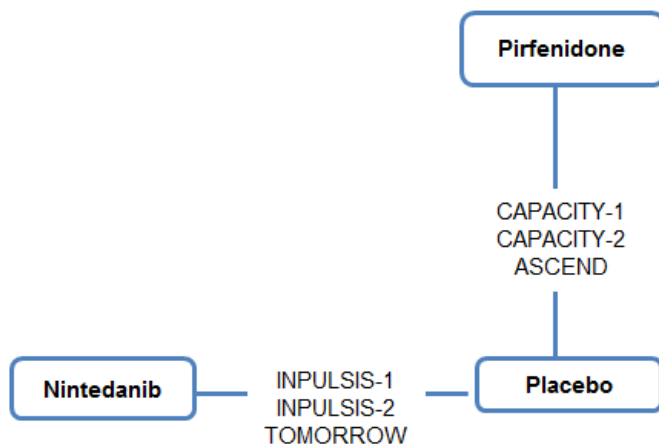 Pirfenidone
CAPACITY-1
CAPACITY-2
ASCEND
Nintedanib
INPULSIS-1
INPULSIS-2
TOMORROW
Placebo